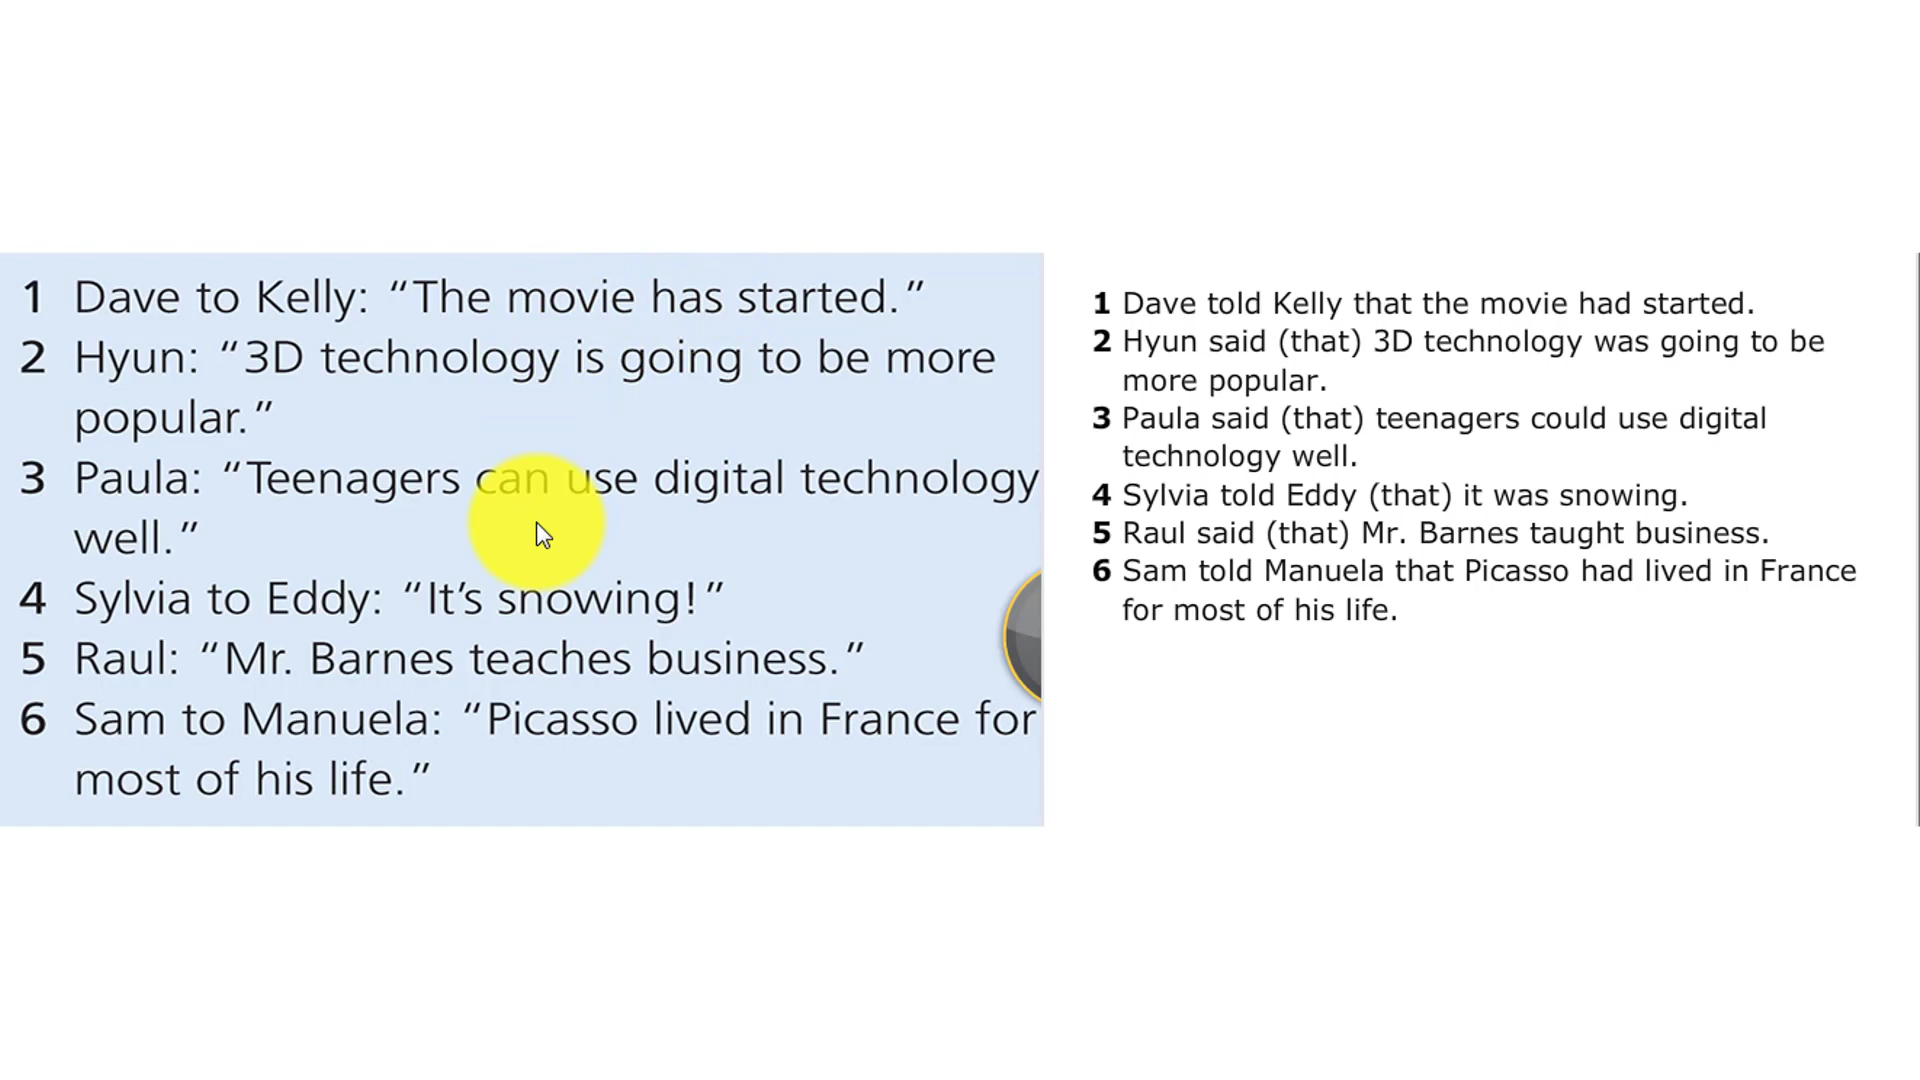 1 Dave to Kelly: “The movie has started.”
2 Hyun: “3D technology is going to be more
popular.”
3 Paula: “Teenagers can use digital technology
well.”
4 Sylvia to Eddy: “It’s snowing!”
5 Raul: “Mr. Barnes teaches business.”
6 Sam to Manuela: “Picasso lived in France for
most of his life.”
1 Dave told Kelly that the movie had started.
2 Hyun said (that) 3D technology was going to be
more popular.
3 Paula said (that) teenagers could use digital
technology well.
4 Sylvia told Eddy (that) it was snowing.
5 Raul said (that) Mr. Barnes taught business.
6 Sam told Manuela that Picasso had lived in France
for most of his life.